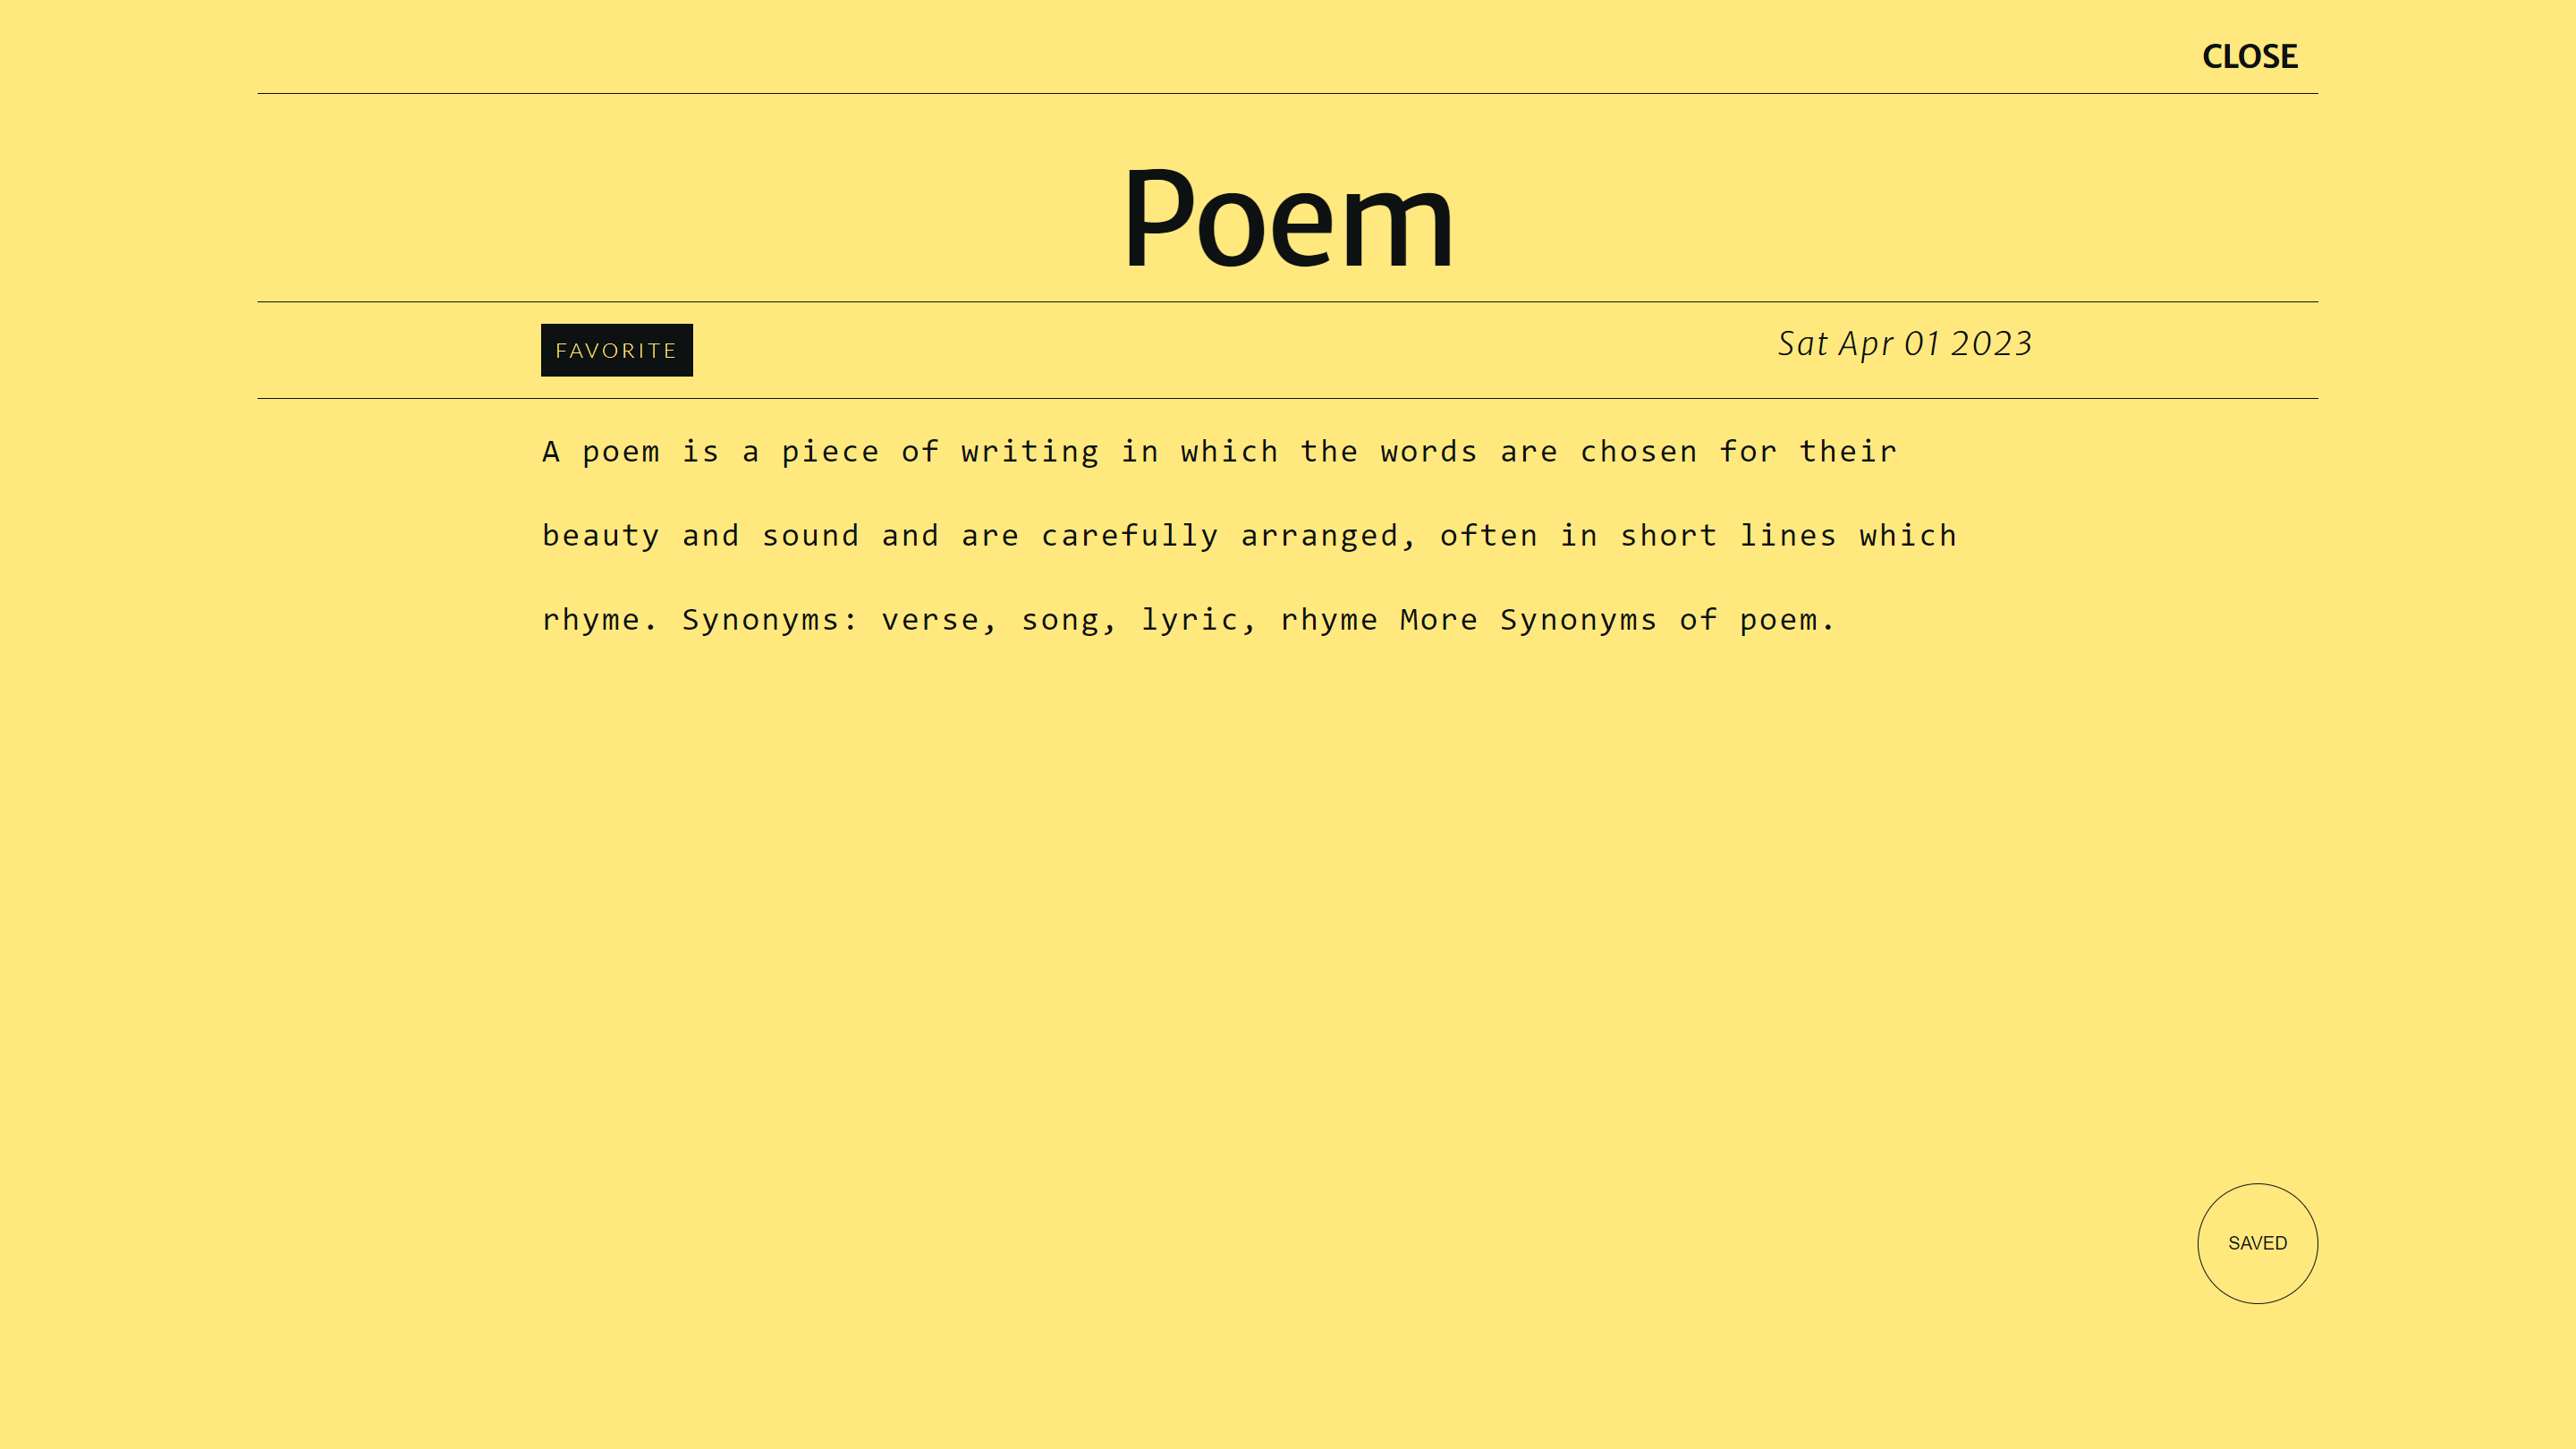 CLOSE
Poem
FAVORITE
Sat Apr 01 2023
A poem is a piece of writing in which the words are chosen for their
beauty and sound and are carefully arranged, often in short lines which
rhyme. Synonyms: verse, song, lyric, rhyme More Synonyms of poem.
SAVED